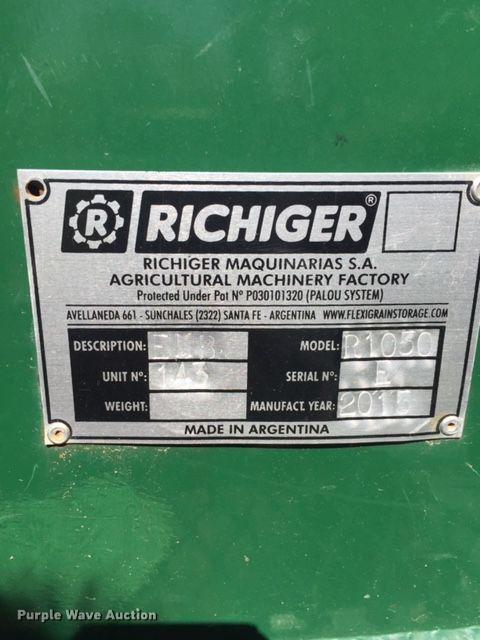 R RICHIGER®
RICHIGER MAQUINARIAS S.A.
AGRICULTURAL MACHINERY FACTORY
Protected Under Pat N° P030101320 (PALOU SYSTEM)
AVELLANEDA 661 - SUNCHALES (2322) SANTA FE - ARGENTINA WWW.FLEXIGRAINSTORAGE.COM
DESCRIPTION: MODEL: R1050
UNIT N°: 143 SERIAL N°: E
WEIGHT: MANUFACT. YEAR: 2015
MADE IN ARGENTINA
Purple Wave Auction